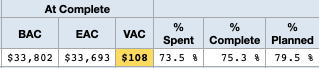 At Complete
BAC EAC VAC % Spent % Complete % Planned
$33,802 $33,693 $108 73.5 % 75.3 % 79.5 %